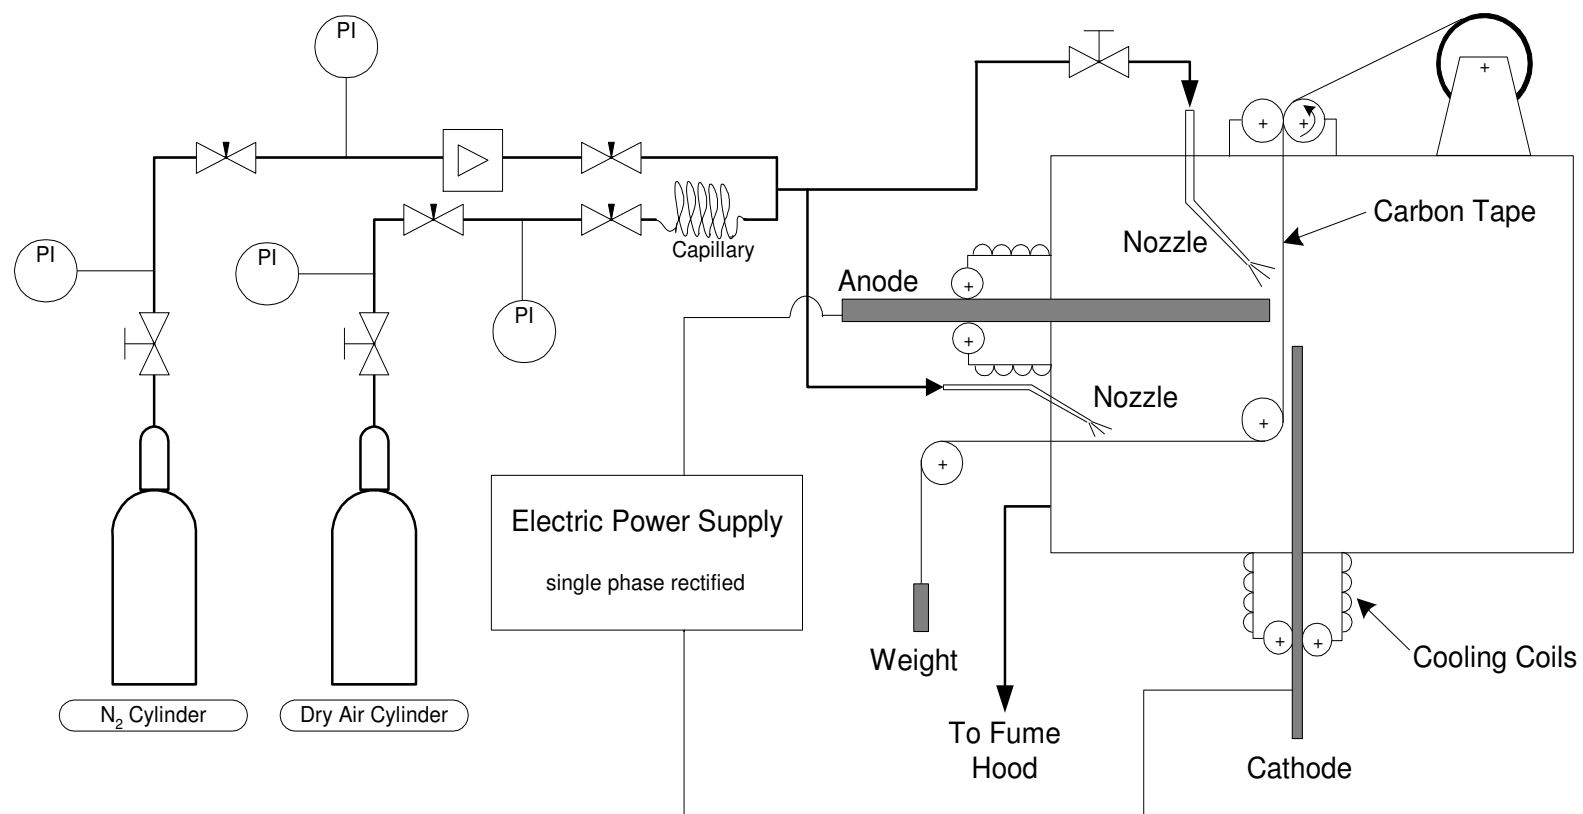 PI
PI
PI
PI
Capillary
Nozzle
Carbon Tape
Anode
Nozzle
Electric Power Supply
single phase rectified
Weight
Cooling Coils
N2 Cylinder
Dry Air Cylinder
To Fume
Hood
Cathode
+
+
+
+
+
+
+
+
+